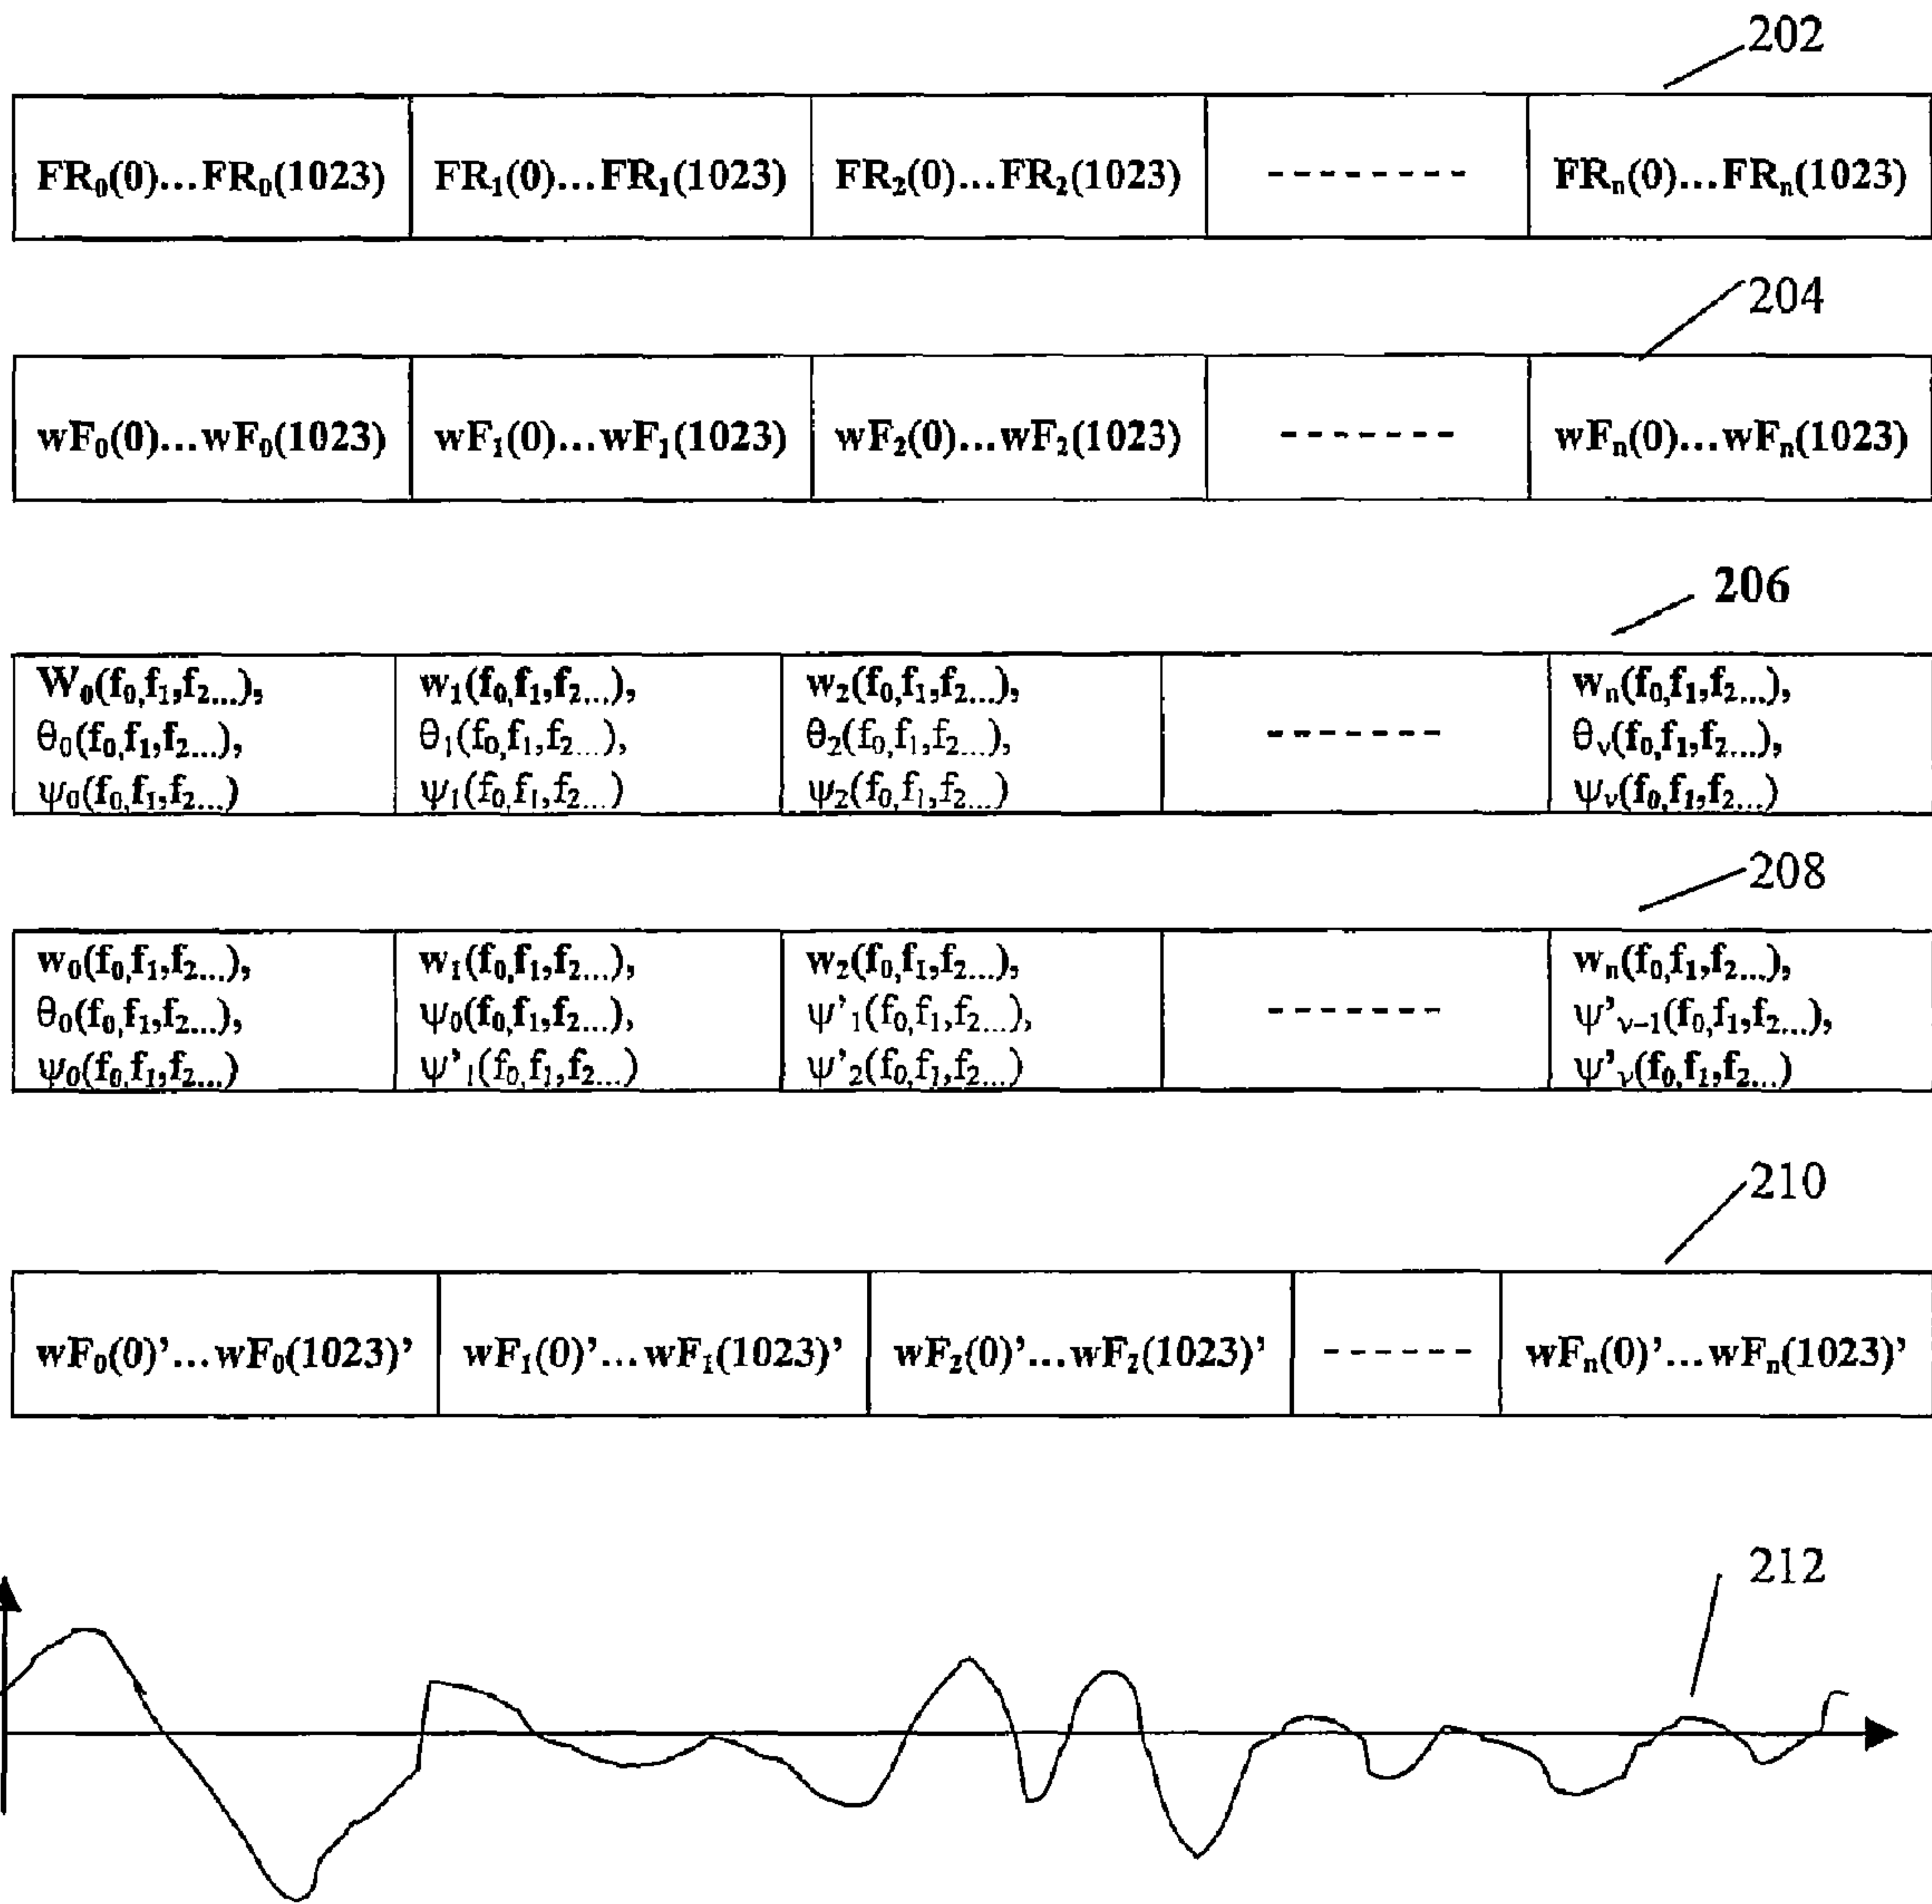 202
FR₀(0)...FR₀(1023) FR₁(0)...FR₁(1023) FR₂(0)...FR₂(1023) -------- FRₙ(0)...FRₙ(1023)
204
wF₀(0)...wF₀(1023) wF₁(0)...wF₁(1023) wF₂(0)...wF₂(1023) ------- wFₙ(0)...wFₙ(1023)
206
W₀(f₀,f₁,f₂...), w₁(f₀,f₁,f₂...), w₂(f₀,f₁,f₂...), wₙ(f₀,f₁,f₂...),
θ₀(f₀,f₁,f₂...), θ₁(f₀,f₁,f₂...), θ₂(f₀,f₁,f₂...), ------- θᵥ(f₀,f₁,f₂...),
ψ₀(f₀,f₁,f₂...) ψ₁(f₀,f₁,f₂...) ψ₂(f₀,f₁,f₂...) ψᵥ(f₀,f₁,f₂...)
208
w₀(f₀,f₁,f₂...), w₁(f₀,f₁,f₂...), w₂(f₀,f₁,f₂...), wₙ(f₀,f₁,f₂...),
θ₀(f₀,f₁,f₂...), ψ₀(f₀,f₁,f₂...), ψ'₁(f₀,f₁,f₂...), ------- ψ'ᵥ₋₁(f₀,f₁,f₂...),
ψ₀(f₀,f₁,f₂...) ψ'₁(f₀,f₁,f₂...) ψ'₂(f₀,f₁,f₂...) ψ'ᵥ(f₀,f₁,f₂...)
210
wF₀(0)'...wF₀(1023)' wF₁(0)'...wF₁(1023)' wF₂(0)'...wF₂(1023)' ------ wFₙ(0)'...wFₙ(1023)'
212